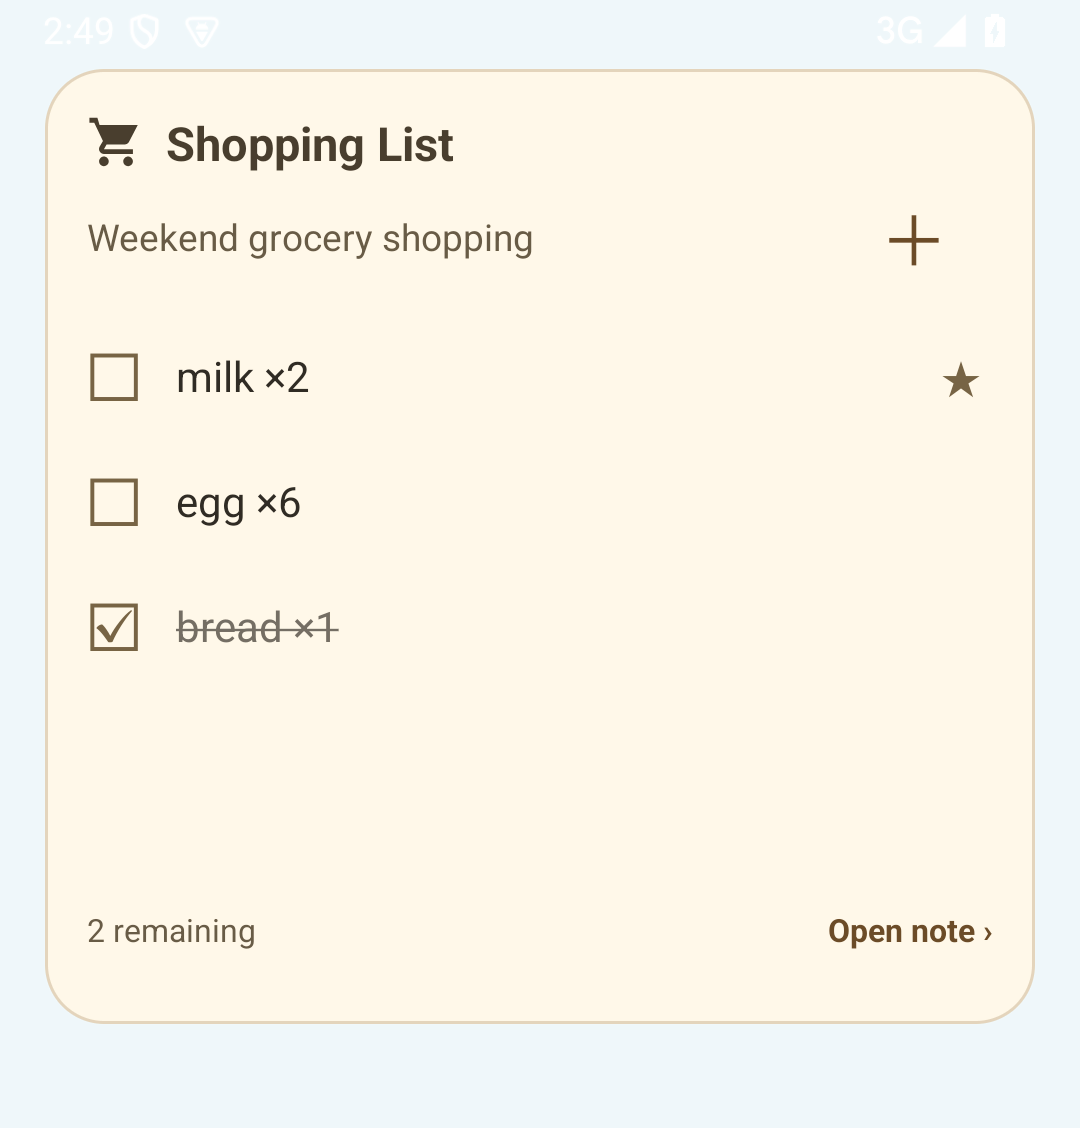 2:49
3G
Shopping List
Weekend grocery shopping
milk ×2
egg ×6
bread ×1
2 remaining
Open note ›